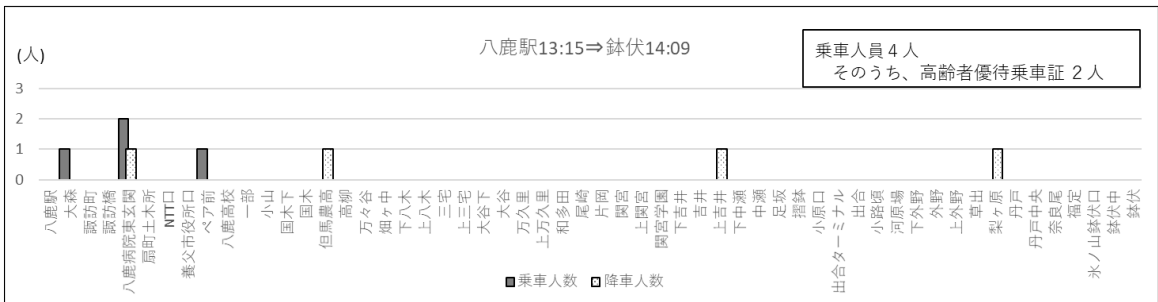 八鹿駅13:15⇒鉢伏14:09
乗車人員４人
そのうち、高齢者優待乗車証 ２人
(人)
3
2
1
0
八鹿駅
大森
諏訪町
諏訪橋
八鹿病院東玄関
扇町土木所
NTT口
養父市役所口
ペア前
八鹿高校
一部
小山
国木下
国木
但馬農高
高柳
万々谷
畑ヶ中
下八木
上八木
三宅
上三宅
大谷下
大谷
万久里
上万久里
和多田
尾崎
片岡
関宮
上関宮
関宮学園
下吉井
吉井
上吉井
下中瀬
中瀬
足坂
摺鉢
小原口
出合ターミナル
出合
小路頃
河原場
下外野
外野
上外野
草出
梨ヶ原
丹戸
丹戸中央
奈良尾
福定
氷ノ山鉢伏口
鉢伏中
鉢伏
乗車人数 降車人数